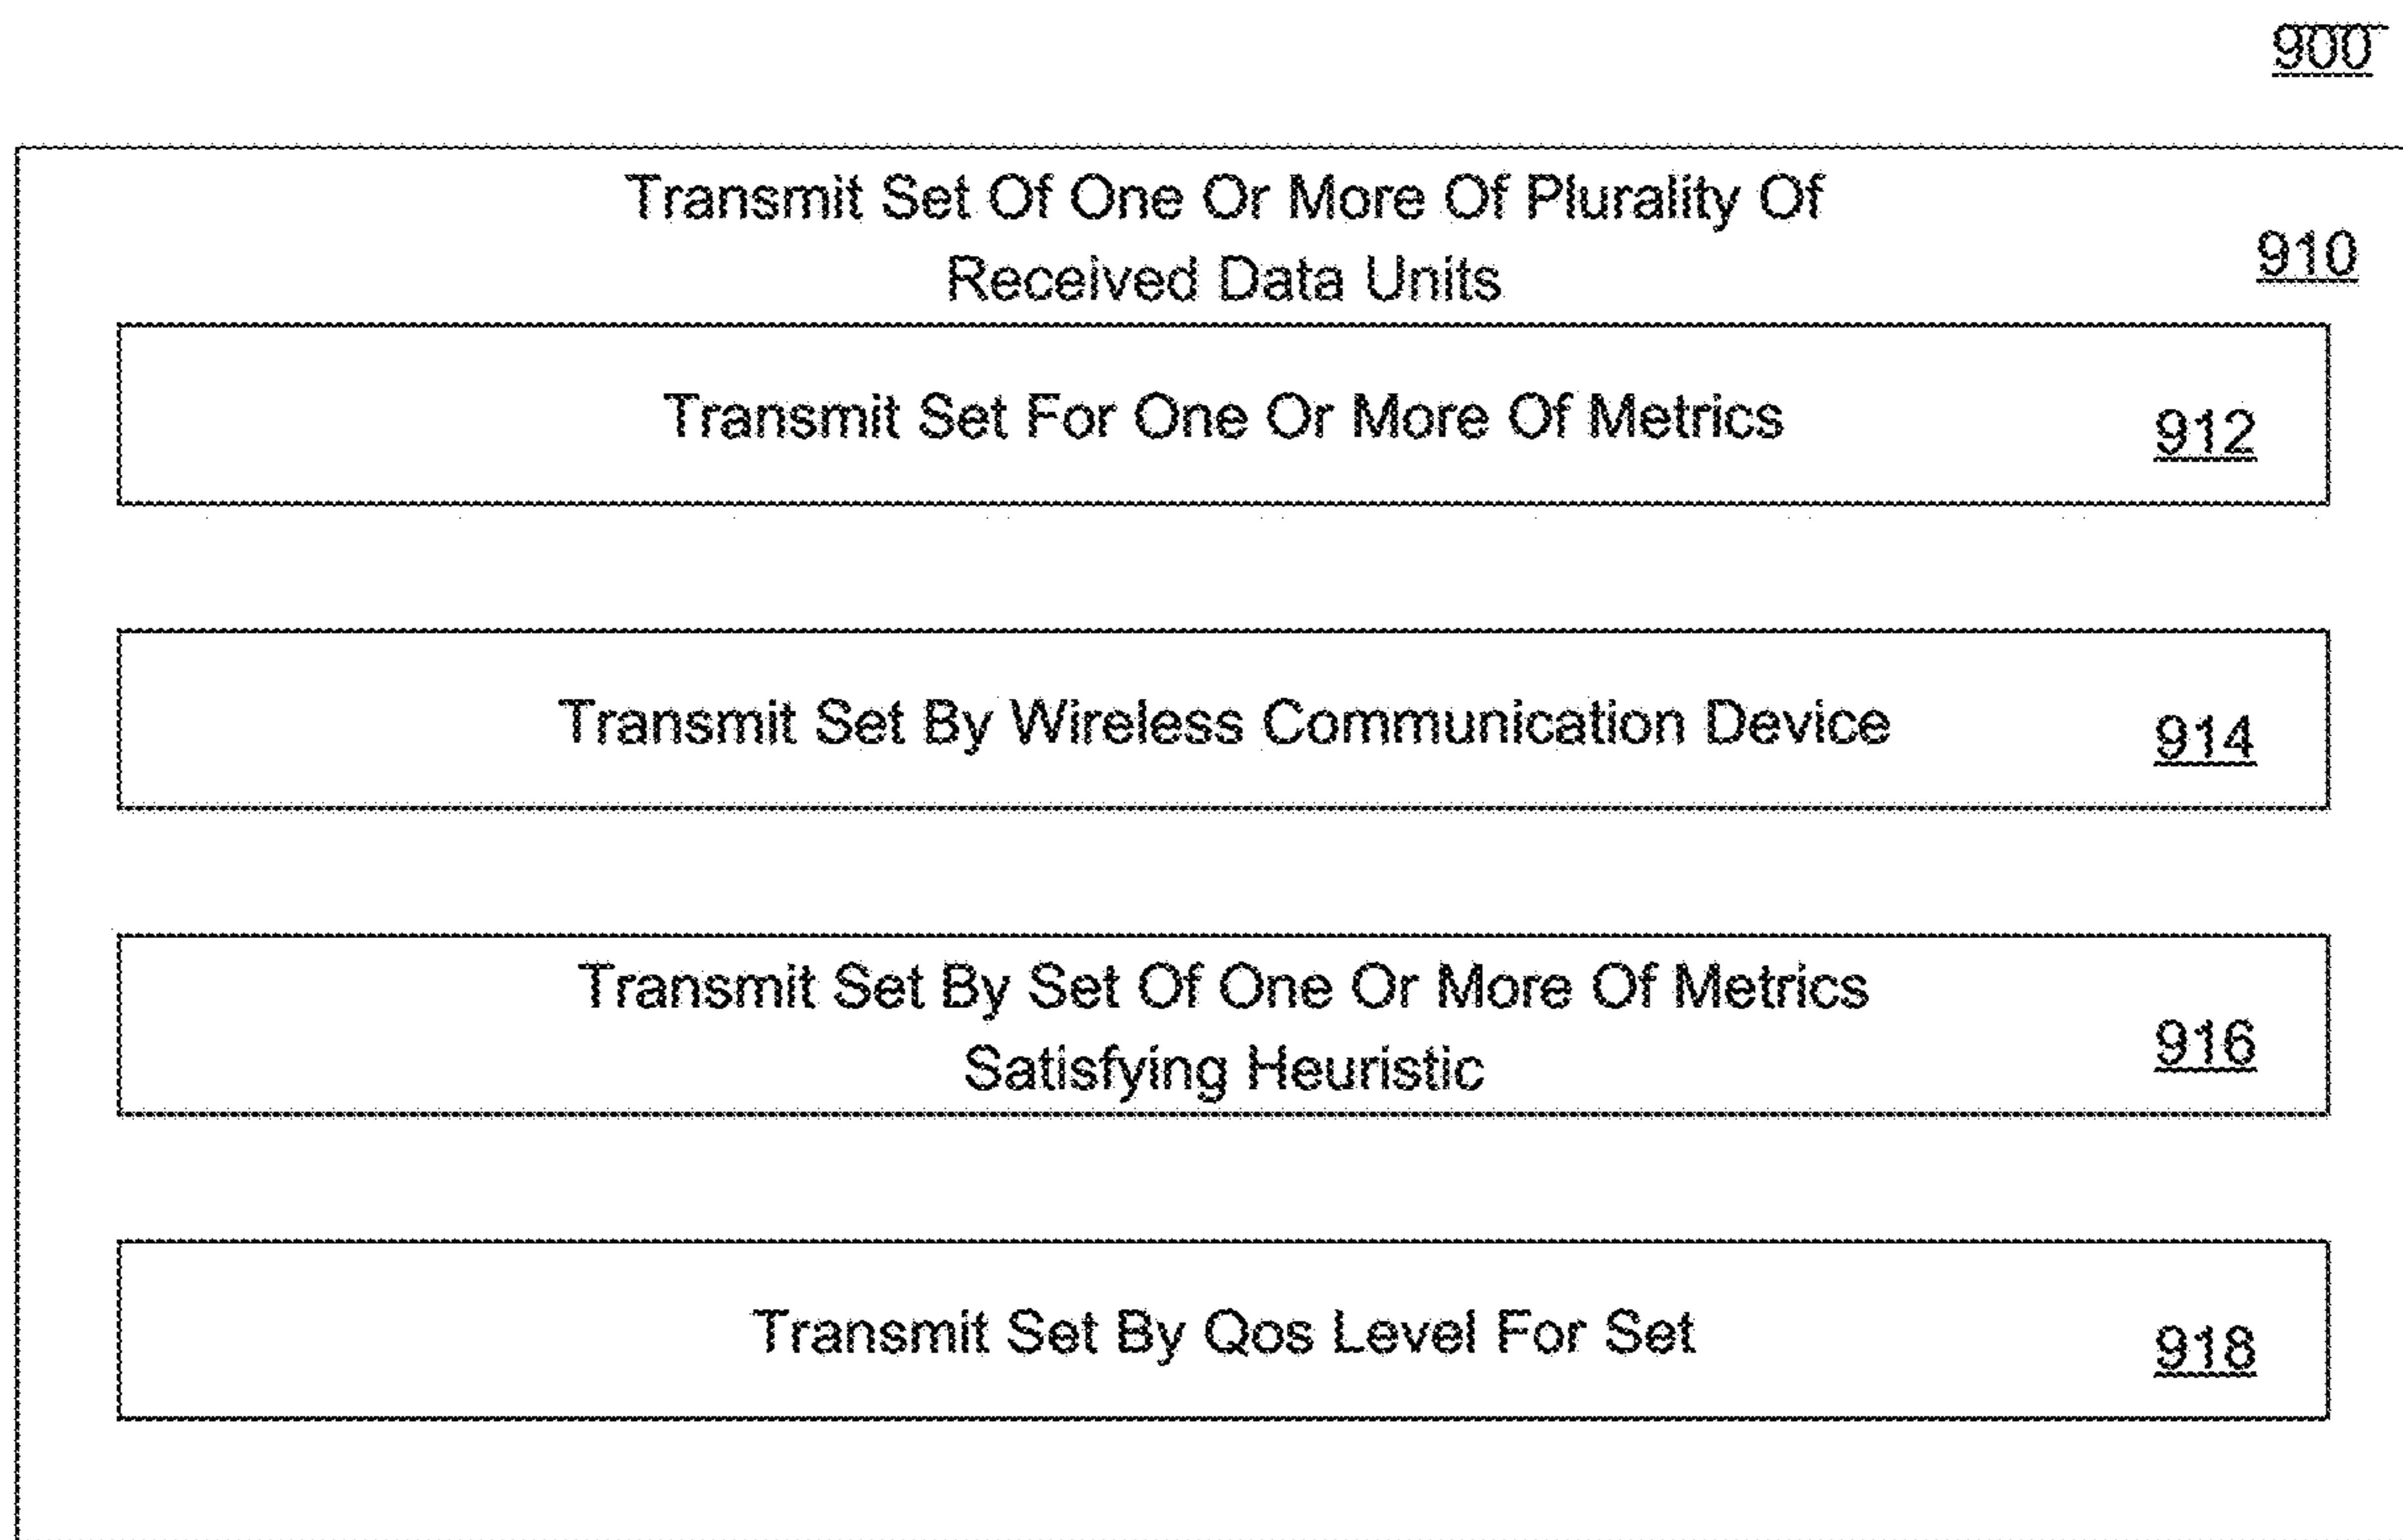 900
Transmit Set Of One Or More Of Plurality Of
Received Data Units
910
Transmit Set For One Or More Of Metrics
912
Transmit Set By Wireless Communication Device
914
Transmit Set By Set Of One Or More Of Metrics
Satisfying Heuristic
916
Transmit Set By Qos Level For Set
918